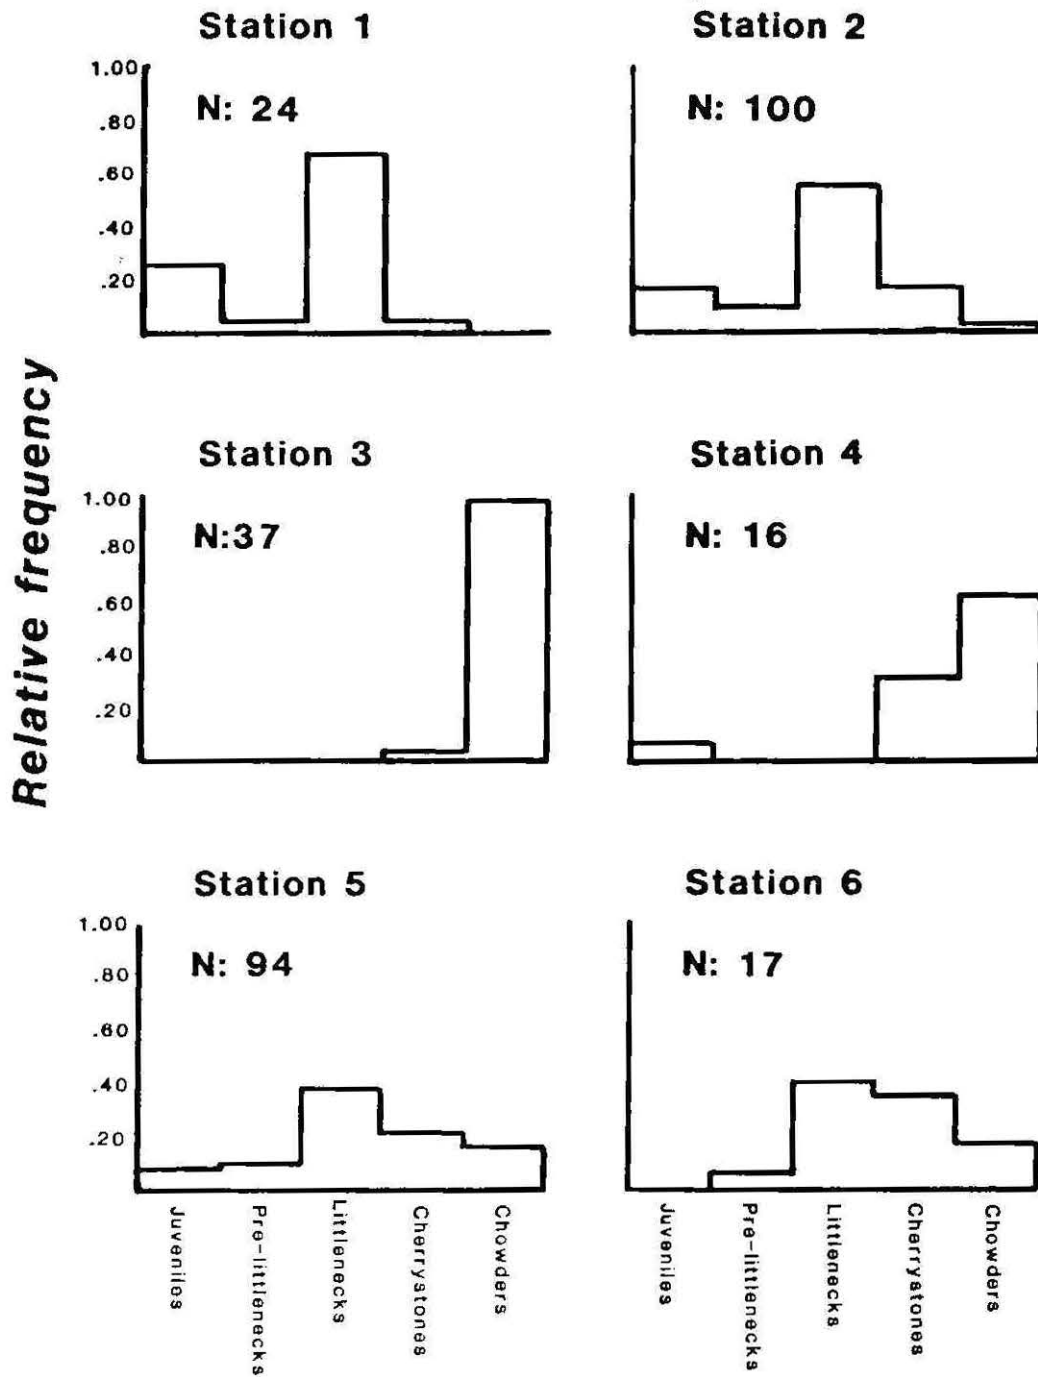 Station 1
Station 2
1.00
.80
.60
.40
.20
N: 24
N: 100
Relative frequency
Station 3
Station 4
1.00
.80
.60
.40
.20
N:37
N: 16
Station 5
Station 6
1.00
.80
.60
.40
.20
N: 94
N: 17
Juveniles
Pre-littlenecks
Littlenecks
Cherrystones
Chowders
Juveniles
Pre-littlenecks
Littlenecks
Cherrystones
Chowders